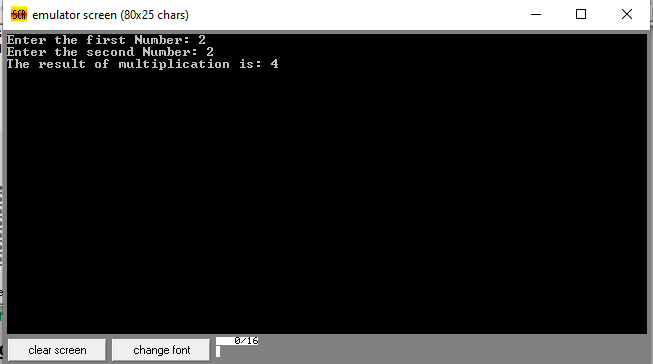 SCR emulator screen (80x25 chars)
Enter the first Number: 2
Enter the second Number: 2
The result of multiplication is: 4
clear screen change font 0/16